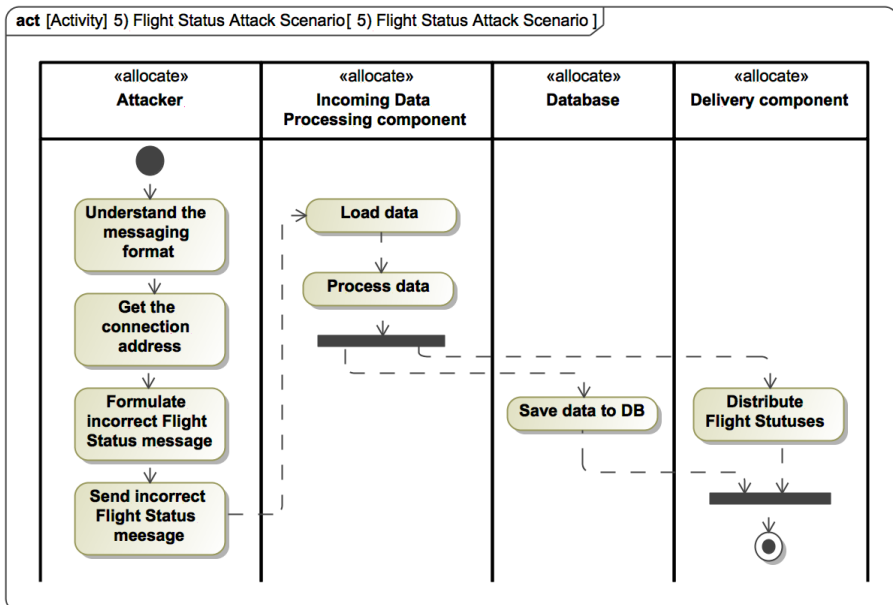 act [Activity] 5) Flight Status Attack Scenario[ 5) Flight Status Attack Scenario ]
«allocate»
Attacker
«allocate»
Incoming Data
Processing component
«allocate»
Database
«allocate»
Delivery component
Understand the
messaging
format
Get the
connection
address
Formulate
incorrect Flight
Status message
Send incorrect
Flight Status
meesage
Load data
Process data
Save data to DB
Distribute
Flight Stutuses